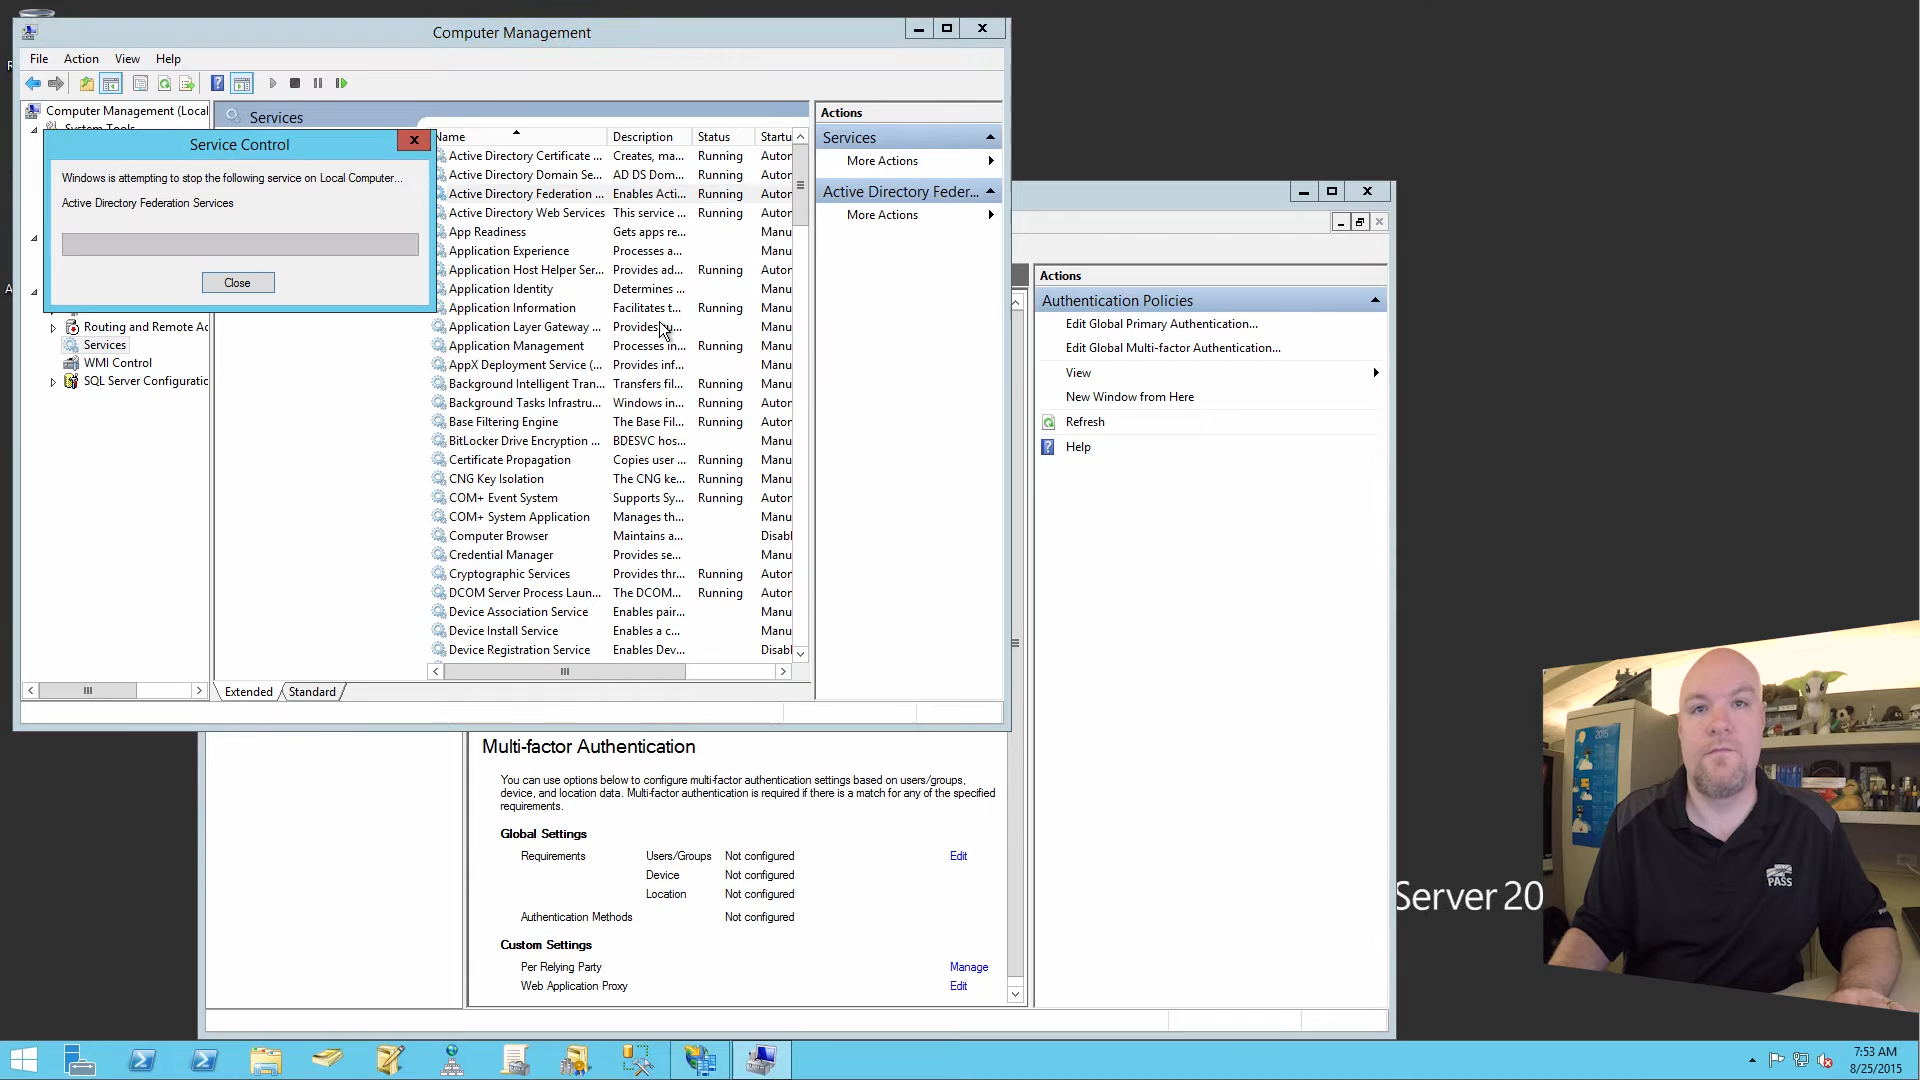 Computer Management
File Action View Help
Computer Management (Local
System Tools
Routing and Remote Ac
Services
WMI Control
SQL Server Configuratic
Services
Service Control
Windows is attempting to stop the following service on Local Computer...
Active Directory Federation Services
Close
Name Description Status Startu
Active Directory Certificate ... Creates, ma... Running Autor
Active Directory Domain Se... AD DS Dom... Running Autor
Active Directory Federation ... Enables Acti... Running Autor
Active Directory Web Services This service ... Running Autor
App Readiness Gets apps re... Manu
Application Experience Processes a... Manu
Application Host Helper Ser... Provides ad... Running Autor
Application Identity Determines ... Manu
Application Information Facilitates t... Running Manu
Application Layer Gateway ... Provides ... Manu
Application Management Processes in... Running Manu
AppX Deployment Service (... Provides inf... Manu
Background Intelligent Tran... Transfers fil... Running Manu
Background Tasks Infrastru... Windows in... Running Autor
Base Filtering Engine The Base Fil... Running Autor
BitLocker Drive Encryption ... BDESVC hos... Manu
Certificate Propagation Copies user ... Running Manu
CNG Key Isolation The CNG ke... Running Manu
COM+ Event System Supports Sy... Running Autor
COM+ System Application Manages th... Manu
Computer Browser Maintains a... Disabl
Credential Manager Provides se... Manu
Cryptographic Services Provides thr... Running Autor
DCOM Server Process Laun... The DCOM... Running Autor
Device Association Service Enables pair... Manu
Device Install Service Enables a c... Manu
Device Registration Service Enables Dev... Disabl
Extended Standard
Actions
Services
More Actions
Active Directory Feder...
More Actions
Actions
Authentication Policies
Edit Global Primary Authentication...
Edit Global Multi-factor Authentication...
View
New Window from Here
Refresh
Help
Multi-factor Authentication
You can use options below to configure multi-factor authentication settings based on users/groups,
device, and location data. Multi-factor authentication is required if there is a match for any of the specified
requirements.
Global Settings
Requirements Users/Groups Not configured Edit
Device Not configured
Location Not configured
Authentication Methods Not configured
Custom Settings
Per Relying Party Manage
Web Application Proxy Edit
Server 20
2015
PASS
7:53 AM
8/25/2015